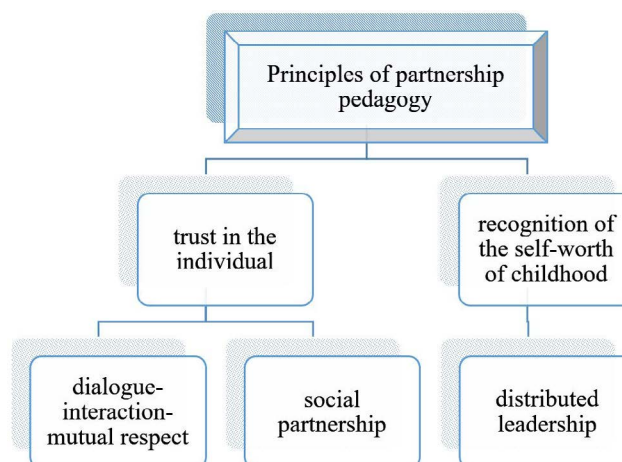 Principles of partnership
pedagogy
trust in the
individual
recognition of
the self-worth
of childhood
dialogue-
interaction-
mutual respect
social
partnership
distributed
leadership